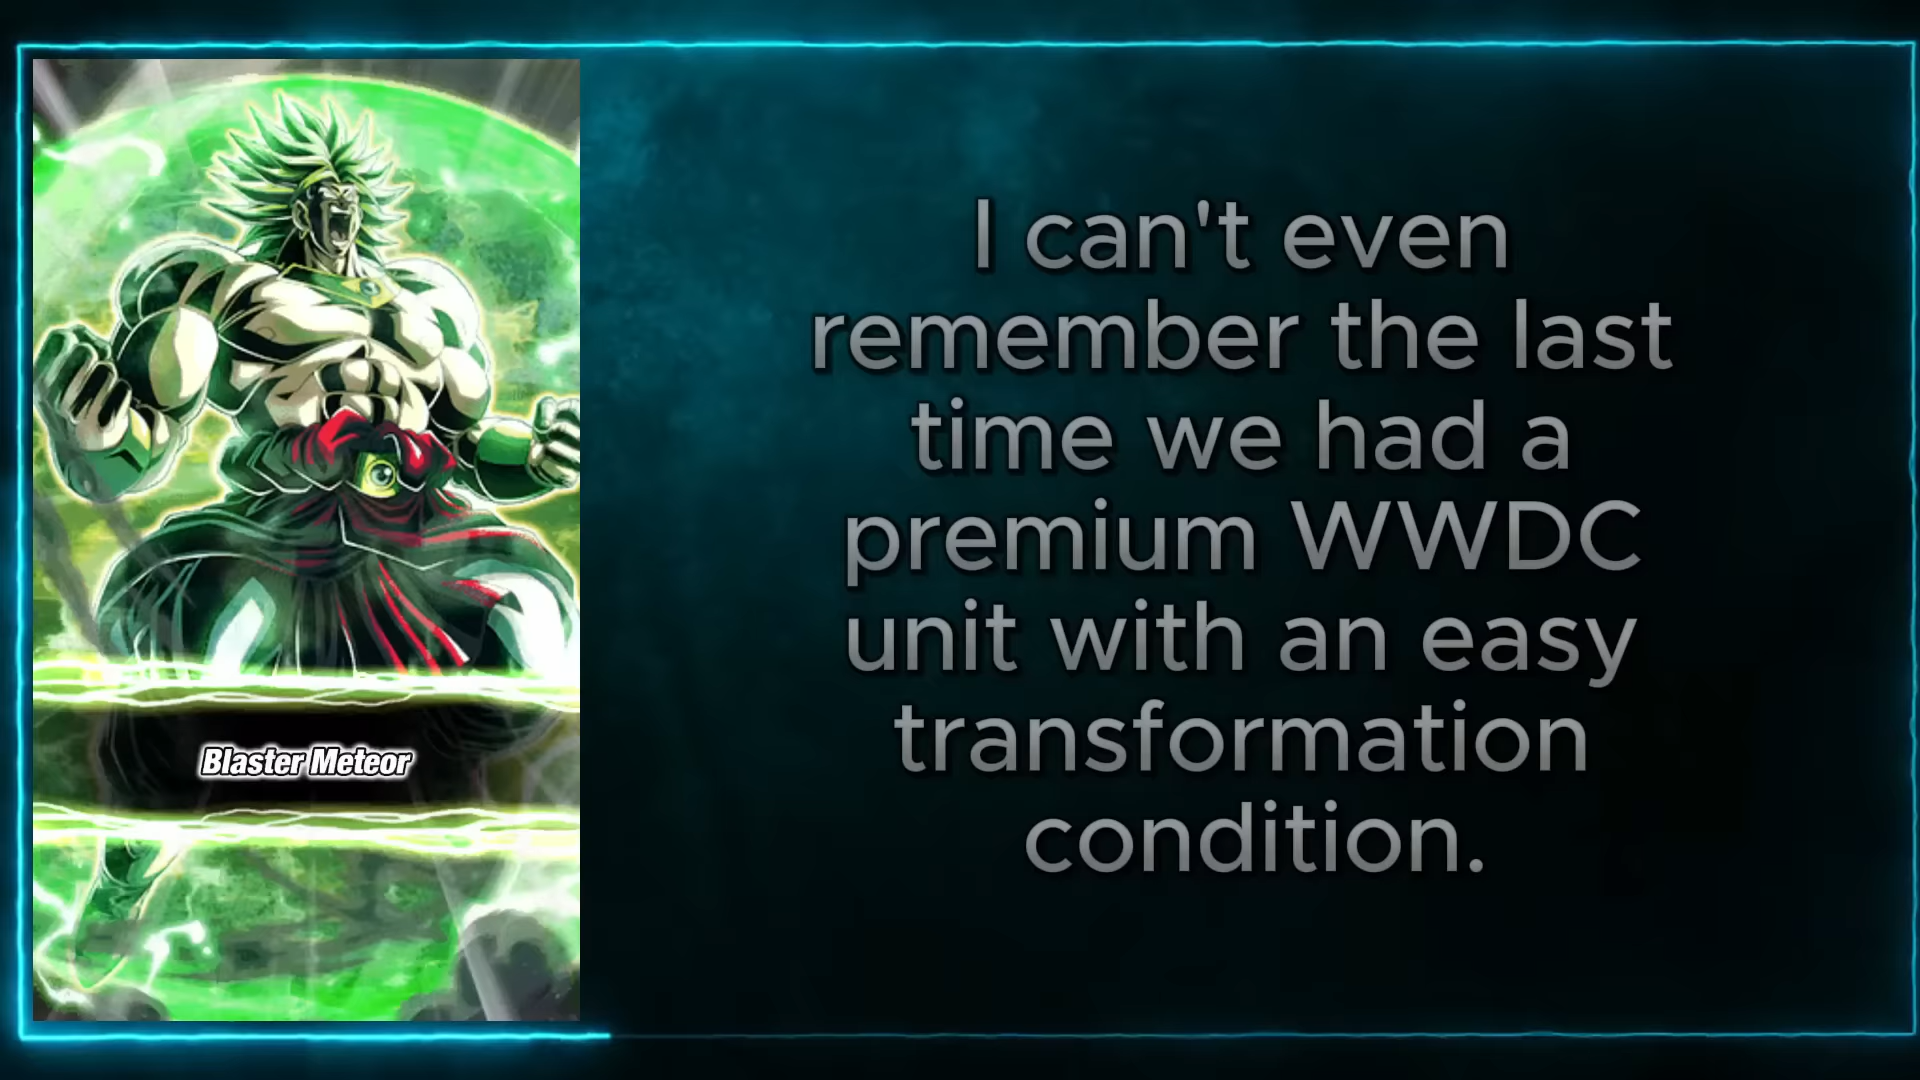 Blaster Meteor
I can't even
remember the last
time we had a
premium WWDC
unit with an easy
transformation
condition.